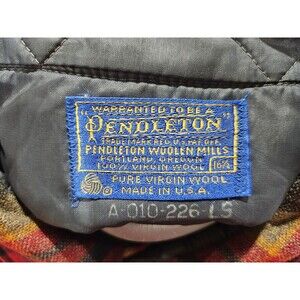 "WARRANTED TO BE A
PENDLETON"
TRADE MARK REG. U.S. PAT. OFF.
PENDLETON WOOLEN MILLS
PORTLAND, OREGON
100% VIRGIN WOOL
PURE VIRGIN WOOL
MADE IN U.S.A.
A-010-226-LS